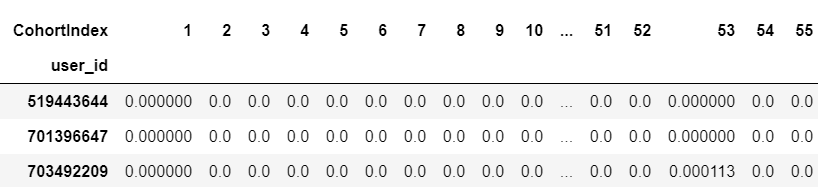 CohortIndex 1 2 3 4 5 6 7 8 9 10 ... 51 52 53 54 55
user_id
519443644 0.000000 0.0 0.0 0.0 0.0 0.0 0.0 0.0 0.0 0.0 ... 0.0 0.0 0.000000 0.0 0.0
701396647 0.000000 0.0 0.0 0.0 0.0 0.0 0.0 0.0 0.0 0.0 ... 0.0 0.0 0.000000 0.0 0.0
703492209 0.000000 0.0 0.0 0.0 0.0 0.0 0.0 0.0 0.0 0.0 ... 0.0 0.0 0.000113 0.0 0.0